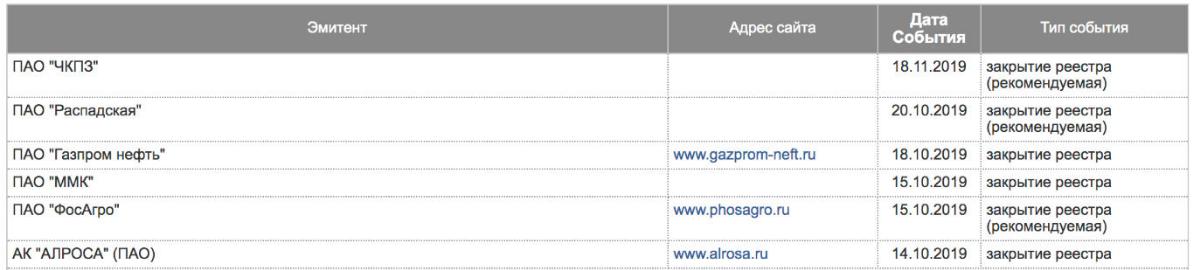 Эмитент Адрес сайта Дата События Тип события
ПАО "ЧКПЗ" 18.11.2019 закрытие реестра
(рекомендуемая)
ПАО "Распадская" 20.10.2019 закрытие реестра
(рекомендуемая)
ПАО "Газпром нефть" www.gazprom-neft.ru 18.10.2019 закрытие реестра
ПАО "ММК" 15.10.2019 закрытие реестра
ПАО "ФосАгро" www.phosagro.ru 15.10.2019 закрытие реестра
(рекомендуемая)
АК "АЛРОСА" (ПАО) www.alrosa.ru 14.10.2019 закрытие реестра